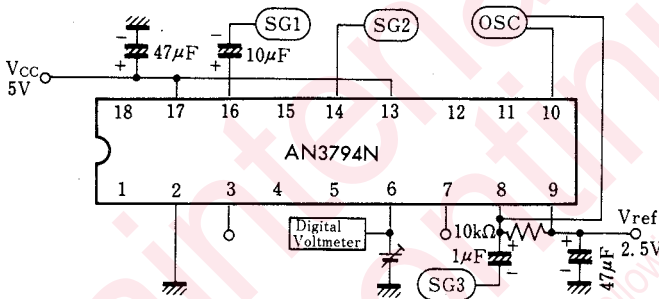 SG1 SG2 OSC
− 47μF − 10μF
+ +
VCC
5V
18 17 16 15 14 13 12 11 10
AN3794N
1 2 3 4 5 6 7 8 9
Digital
Voltmeter
10kΩ
+ Vref
1μF + 2.5V
− −
47μF
SG3